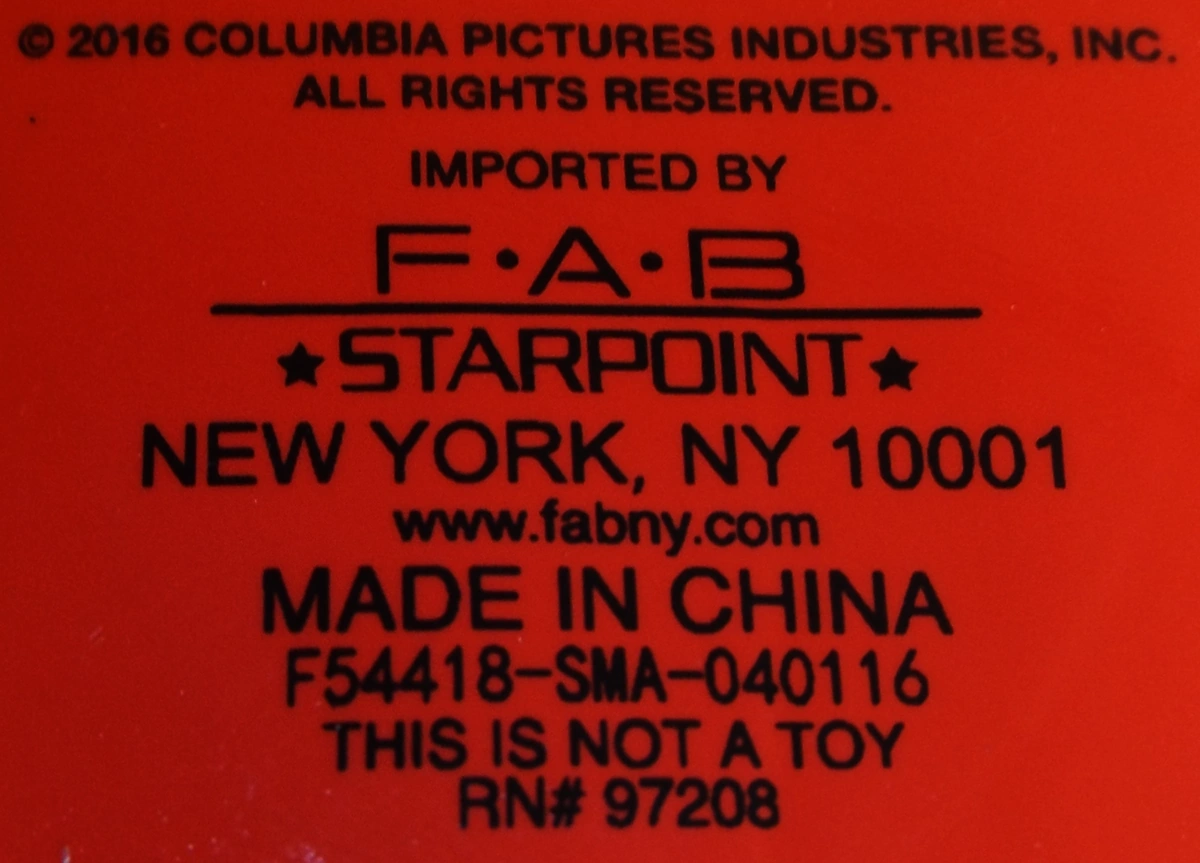 © 2016 COLUMBIA PICTURES INDUSTRIES, INC.
ALL RIGHTS RESERVED.
IMPORTED BY
F·A·B
★STARPOINT★
NEW YORK, NY 10001
www.fabny.com
MADE IN CHINA
F54418-SMA-040116
THIS IS NOT A TOY
RN# 97208